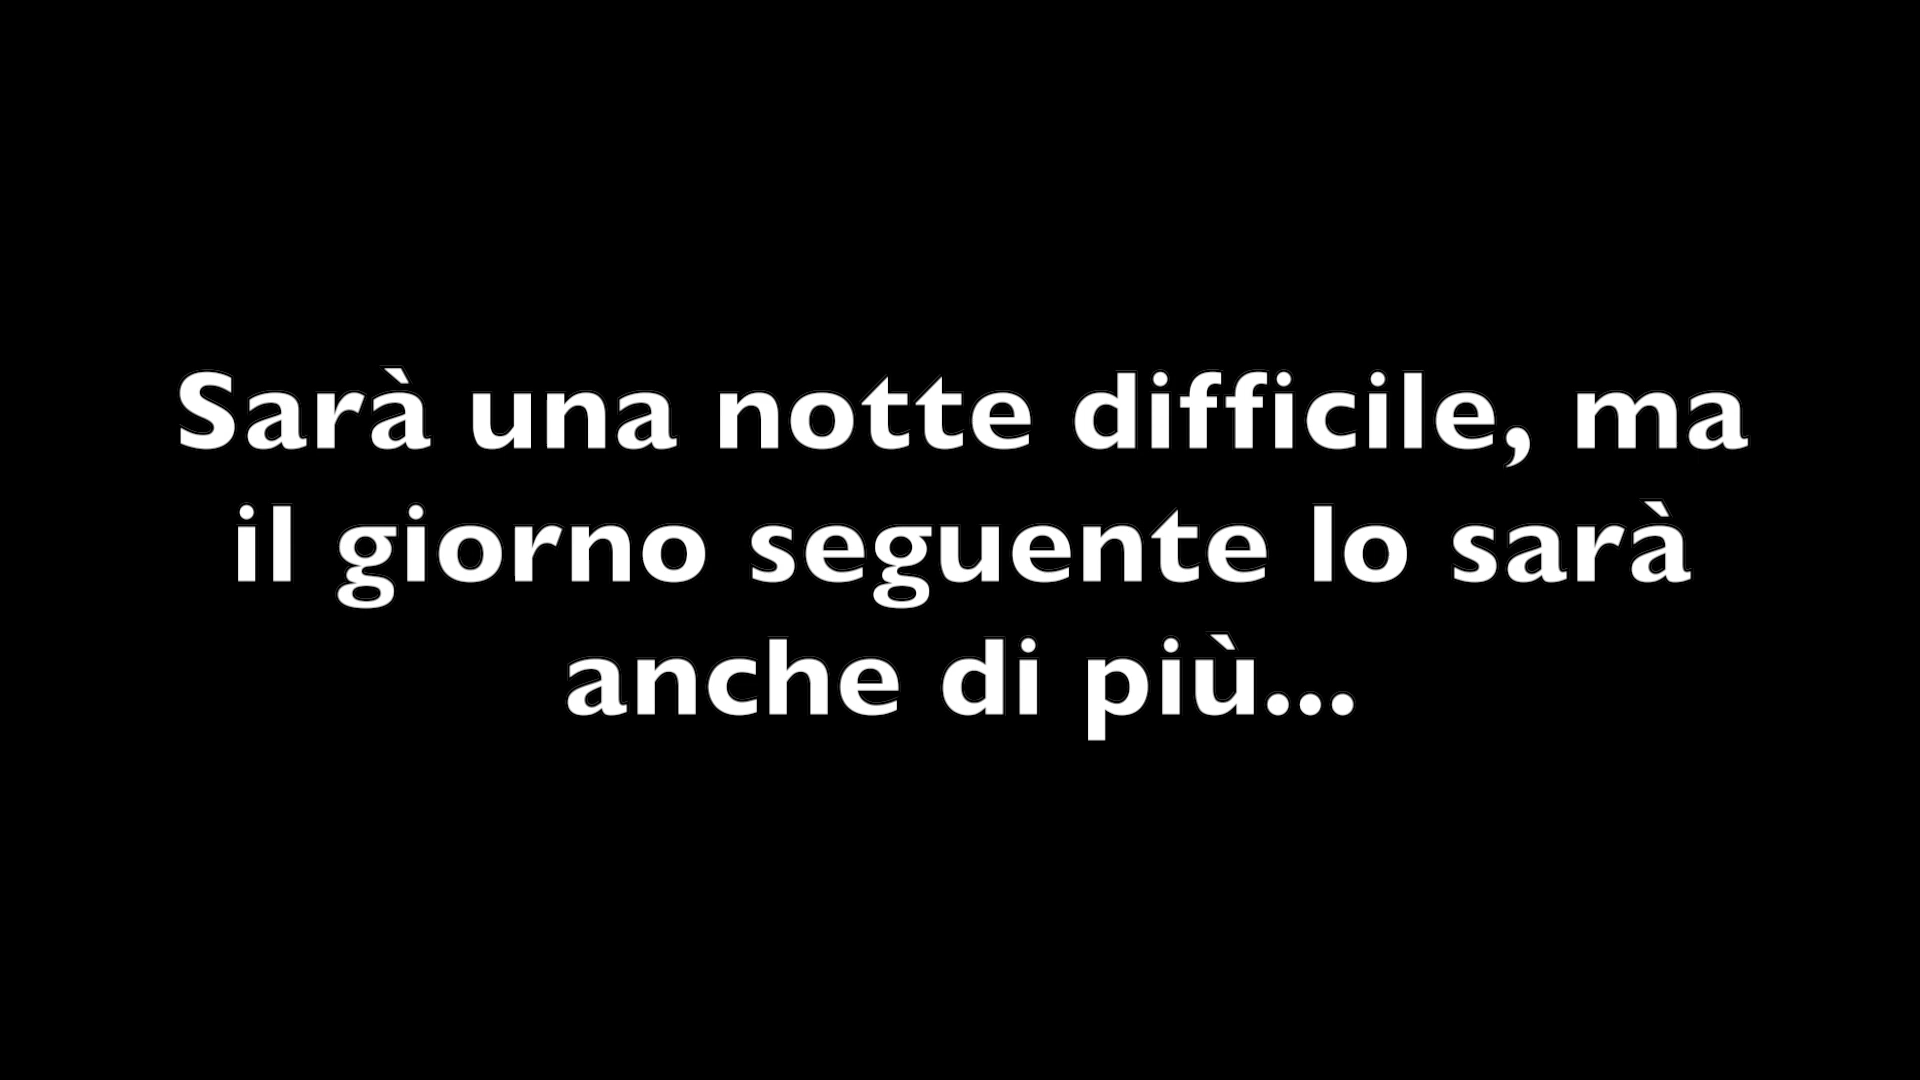 Sarà una notte difficile, ma
il giorno seguente lo sarà
anche di più...